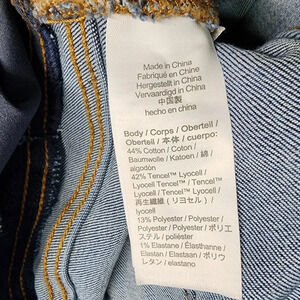 Made in China
Fabriqué en Chine
Hergestellt in China
Vervaardigd in China
中国製
hecho en china
Body / Corps / Oberteil /
Oberteil / 本体 / cuerpo:
44% Cotton / Coton /
Baumwolle / Katoen / 綿 /
algodón
42% Tencel™ Lyocell /
Lyocell Tencel™ / Tencel™
Lyocell / Tencel™ Lyocell /
再生繊維（リヨセル） /
Lyocell Tencel™
13% Polyester / Polyester /
Polyester / Polyester / ポリエ
ステル / poliéster
1% Elastane / Élasthanne /
Elastan / Elastaan / ポリウ
レタン / elastano